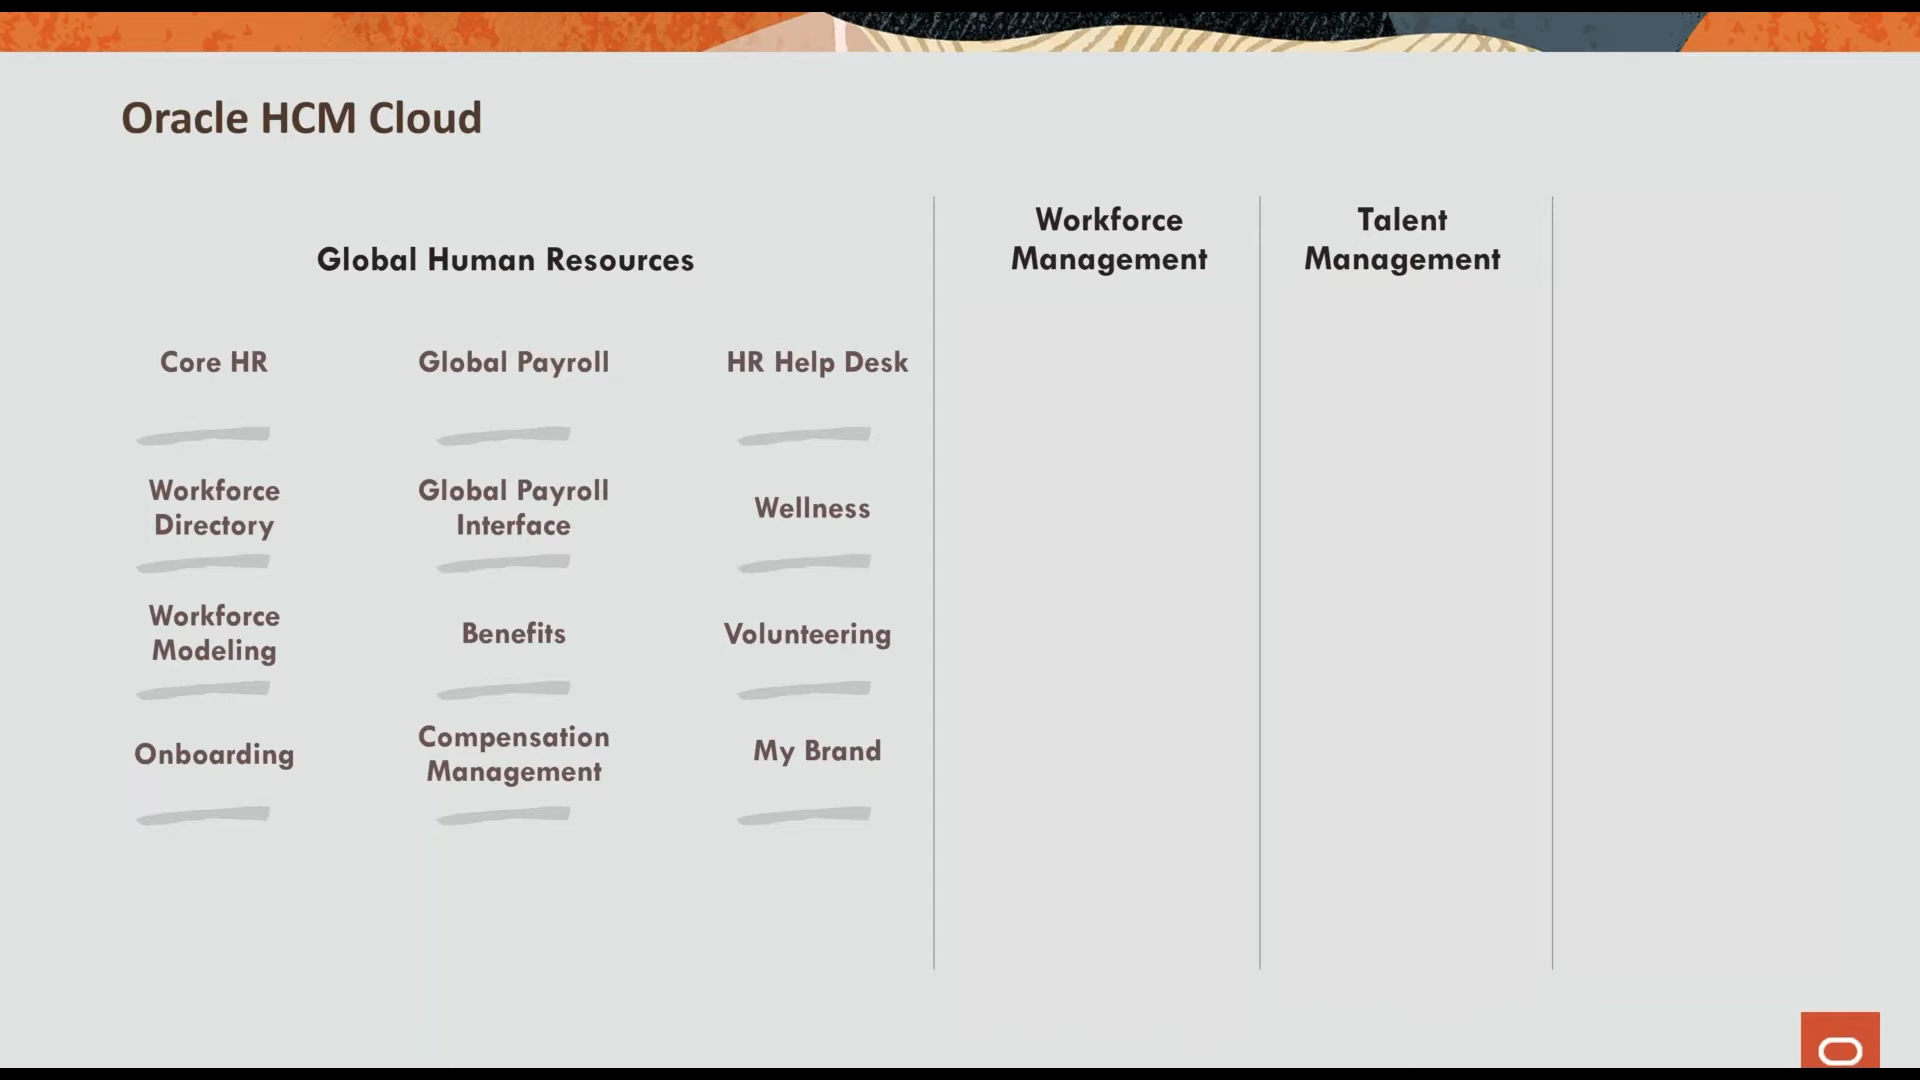 Oracle HCM Cloud
Global Human Resources
Workforce
Management
Talent
Management
Core HR
Global Payroll
HR Help Desk
Workforce
Directory
Global Payroll
Interface
Wellness
Workforce
Modeling
Benefits
Volunteering
Onboarding
Compensation
Management
My Brand